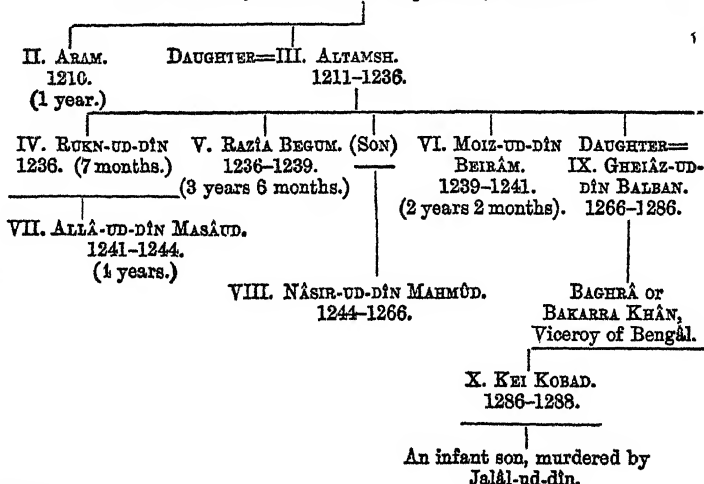 II. ARAM.
1210.
(1 year.)
DAUGHTER=III. ALTAMSH.
1211–1236.
IV. RUKN-UD-DÎN
1236. (7 months.)
V. RAZÎA BEGUM.
1236–1239.
(3 years 6 months.)
(SON)
VI. MOIZ-UD-DÎN
BEIRÂM.
1239–1241.
(2 years 2 months).
DAUGHTER=
IX. GHEIÂZ-UD-
DÎN BALBAN.
1266–1286.
VII. ALLÂ-UD-DÎN MASÂUD.
1241–1244.
(4 years.)
VIII. NÂSIR-UD-DÎN MAHMÛD.
1244–1266.
BAGHRÂ OR
BAKARRA KHÂN,
Viceroy of Bengâl.
X. KEI KOBAD.
1286–1288.
An infant son, murdered by
Jalâl-ud-dîn.